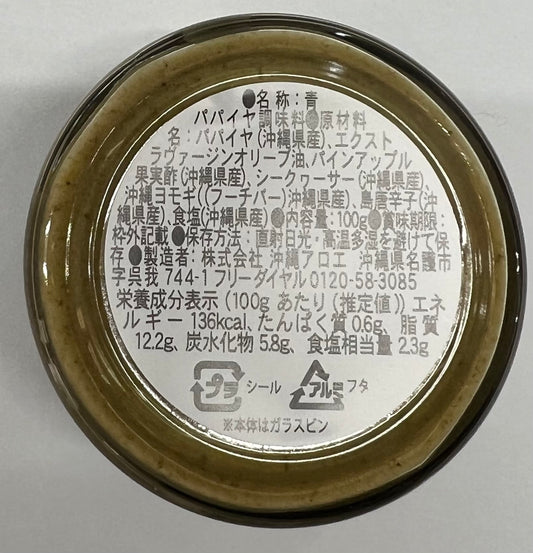 ●名称:青
パパイヤ調味料●原材料
名:パパイヤ(沖縄県産)、エクスト
ラヴァージンオリーブ油、パインアップル
果実酢(沖縄県産)、シークヮーサー(沖縄県産)、
沖縄ヨモギ((フーチバー)沖縄県産)、島唐辛子(沖
縄県産)、食塩(沖縄県産)●内容量:100g●賞味期限:
枠外記載●保存方法:直射日光・高温多湿を避けて保
存●製造者:株式会社 沖縄アロエ 沖縄県名護市
字呉我 744-1 フリーダイヤル 0120-58-3085
栄養成分表示(100g あたり(推定値))エネ
ルギー 136kcal、たんぱく質 0.6g、脂質
12.2g、炭水化物 5.8g、食塩相当量 2.3g
プラ シール アルミ フタ
※本体はガラスビン